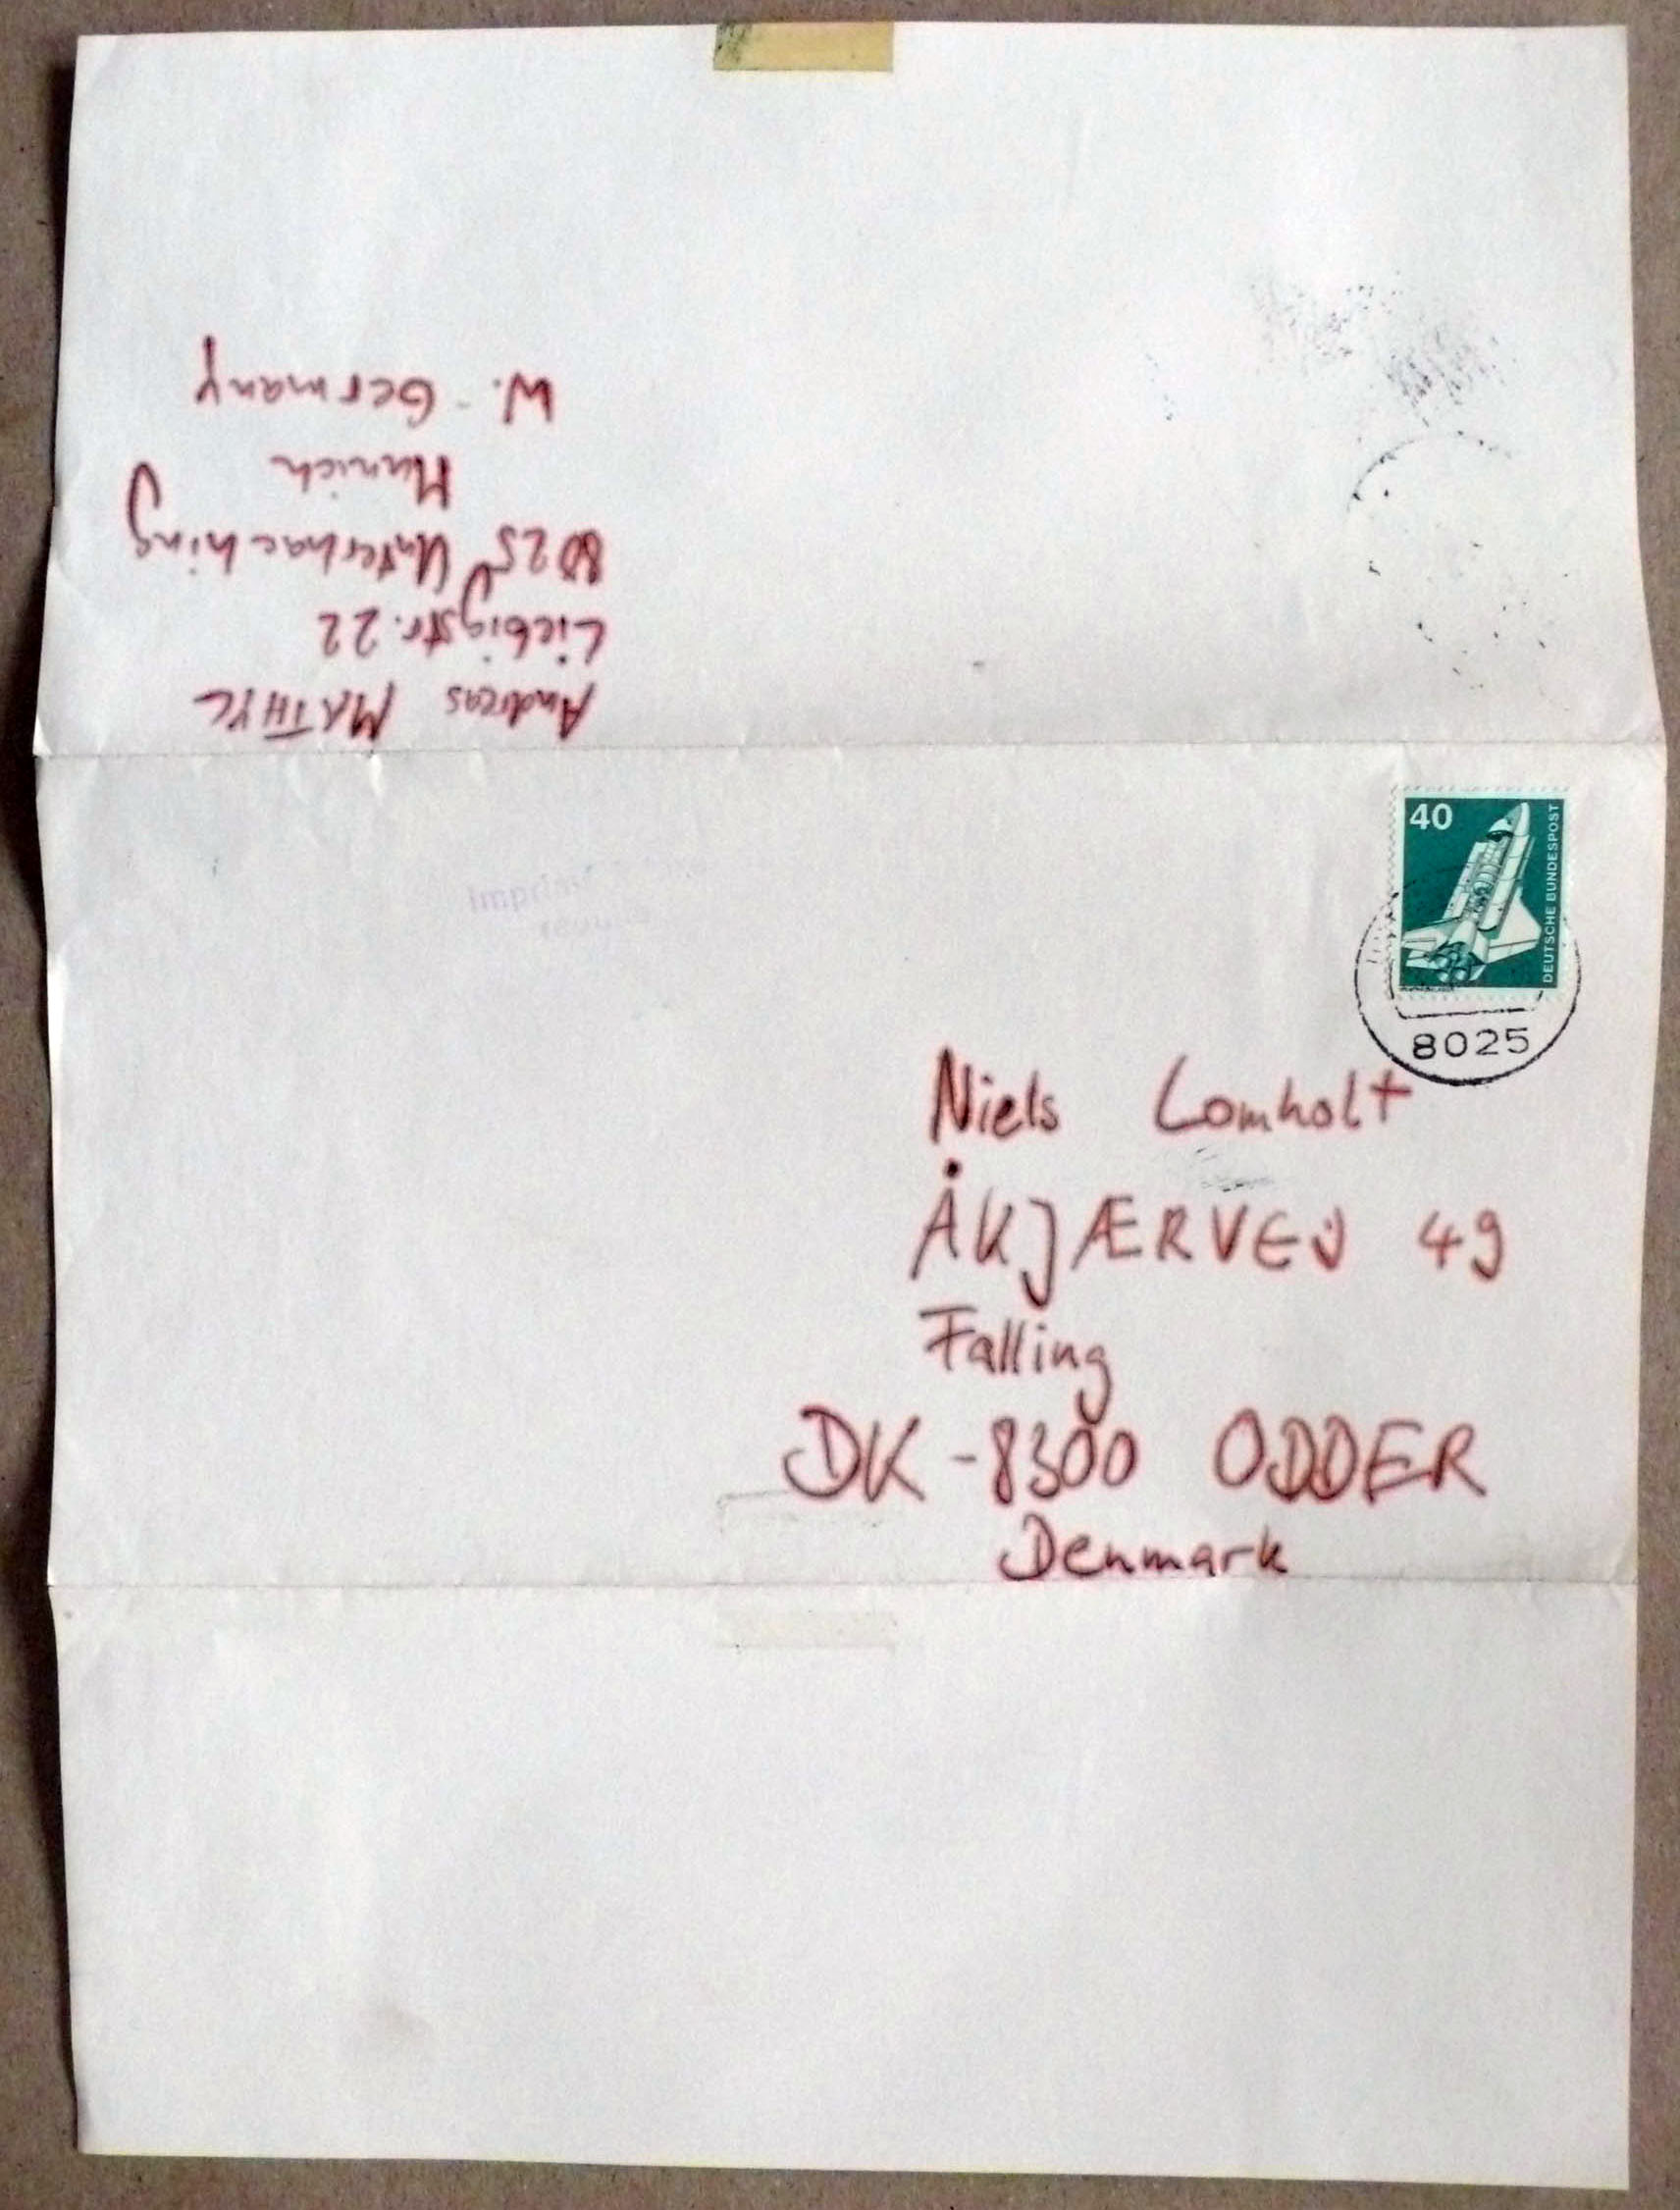 Andreas MATHYL
Liebigstr. 22
8025 Unterhaching
Munich
W.-Germany
40
DEUTSCHE BUNDESPOST
8025
Niels Lomholt
ÅKJÆRVEJ 49
Falling
DK-8300 ODDER
Denmark